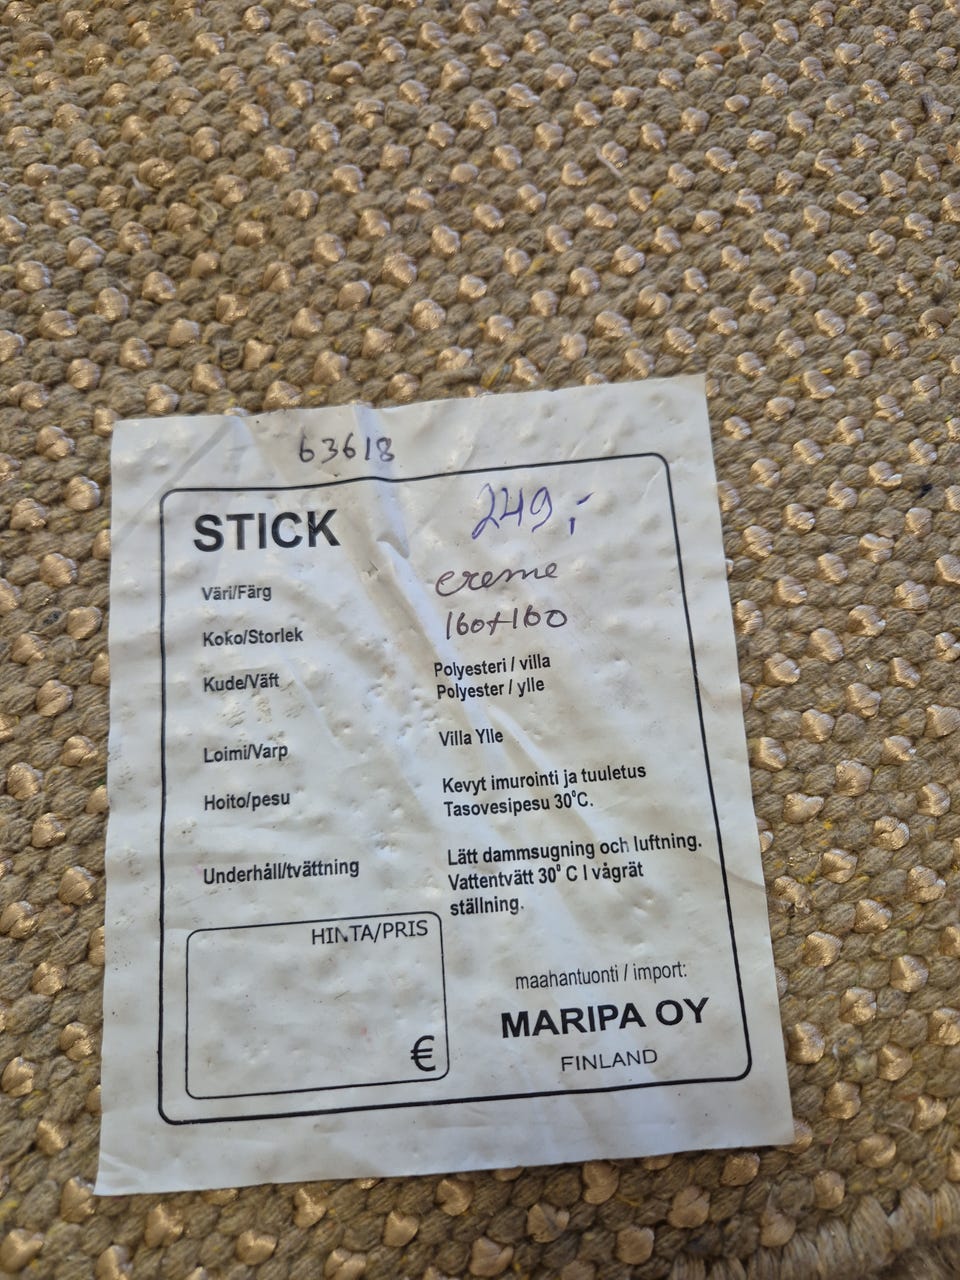 63618
STICK 249,-
Väri/Färg creme
Koko/Storlek 160+160
Kude/Väft Polyesteri / villa
Polyester / ylle
Loimi/Varp Villa Ylle
Hoito/pesu Kevyt imurointi ja tuuletus
Tasovesipesu 30°C.
Underhåll/tvättning Lätt dammsugning och luftning.
Vattentvätt 30° C I vågrät
ställning.
HINTA/PRIS
€
maahantuonti / import:
MARIPA OY
FINLAND